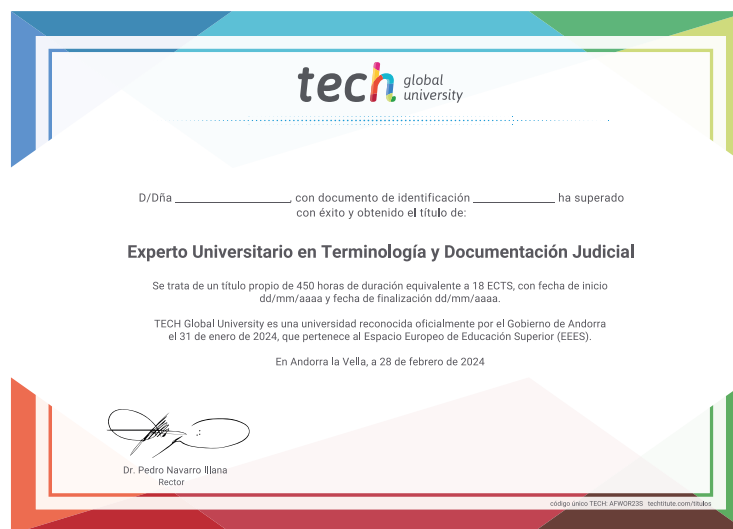 tech global
university
D/Dña ____________________, con documento de identificación ______________ ha superado
con éxito y obtenido el título de:
Experto Universitario en Terminología y Documentación Judicial
Se trata de un título propio de 450 horas de duración equivalente a 18 ECTS, con fecha de inicio
dd/mm/aaaa y fecha de finalización dd/mm/aaaa.
TECH Global University es una universidad reconocida oficialmente por el Gobierno de Andorra
el 31 de enero de 2024, que pertenece al Espacio Europeo de Educación Superior (EEES).
En Andorra la Vella, a 28 de febrero de 2024
Dr. Pedro Navarro Illana
Rector
código único TECH: AFWOR23S techtitute.com/titulos